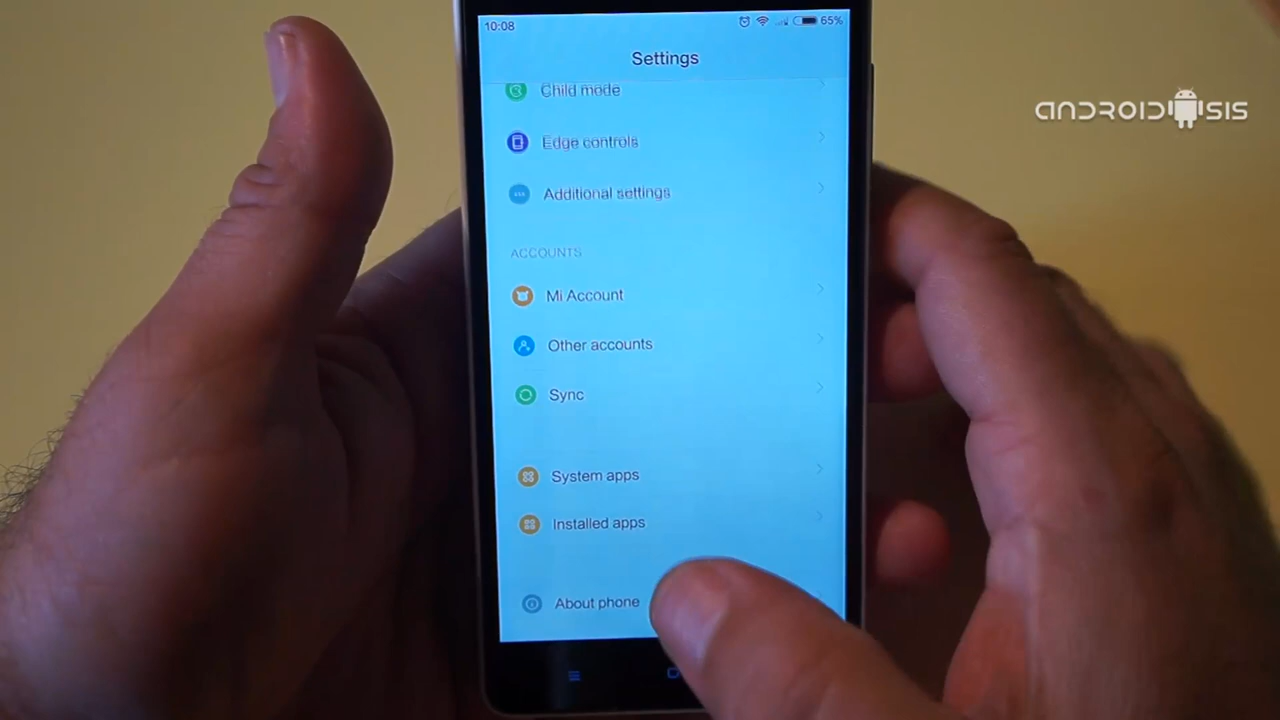 10:08
65%
Settings
ANDROIDSIS
Child mode
Edge controls
Additional settings
ACCOUNTS
Mi Account
Other accounts
Sync
System apps
Installed apps
About phone